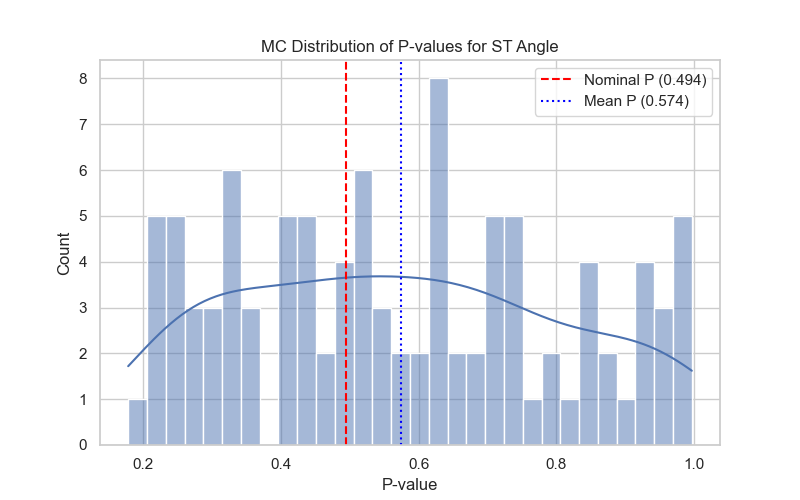 MC Distribution of P-values for ST Angle
Nominal P (0.494)
Mean P (0.574)
Count
8
7
6
5
4
3
2
1
0
0.2 0.4 0.6 0.8 1.0
P-value